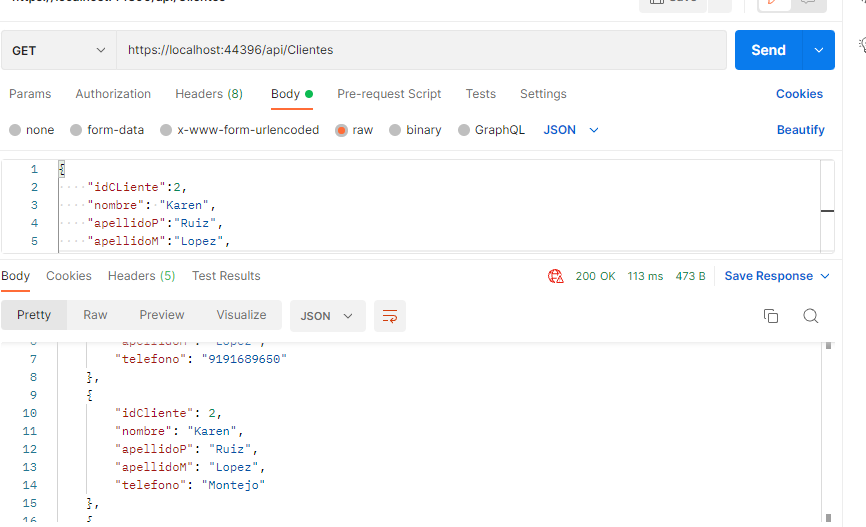 GET https://localhost:44396/api/Clientes Send
Params Authorization Headers (8) Body Pre-request Script Tests Settings Cookies
none form-data x-www-form-urlencoded raw binary GraphQL JSON Beautify
1 {
2 "idCLiente":2,
3 "nombre": "Karen",
4 "apellidoP":"Ruiz",
5 "apellidoM":"Lopez",
Body Cookies Headers (5) Test Results 200 OK 113 ms 473 B Save Response
Pretty Raw Preview Visualize JSON
6 "apellidoM": "Lopez",
7 "telefono": "9191689650"
8 },
9 {
10 "idCliente": 2,
11 "nombre": "Karen",
12 "apellidoP": "Ruiz",
13 "apellidoM": "Lopez",
14 "telefono": "Montejo"
15 },
16 {